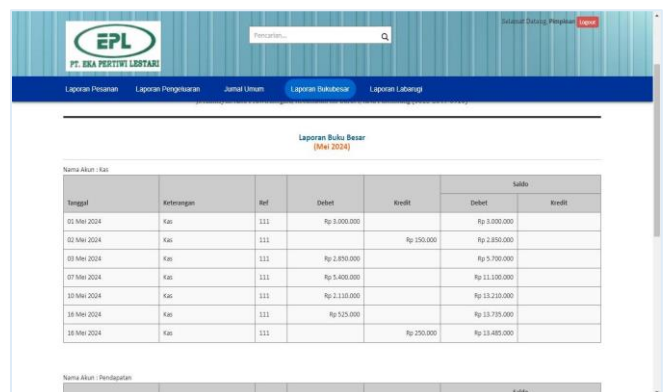 EPL
PT. EKA PERTIWI LESTARI
Pencarian...
Selamat Datang, Pimpinan Logout
Laporan Pesanan Laporan Pengeluaran Jurnal Umum Laporan Bukubesar Laporan Labarugi
Laporan Buku Besar
(Mei 2024)
Nama Akun : Kas
Tanggal Keterangan Ref Debet Kredit Saldo
Debet Kredit
01 Mei 2024 Kas 111 Rp 3.000.000 Rp 3.000.000
02 Mei 2024 Kas 111 Rp 150.000 Rp 2.850.000
03 Mei 2024 Kas 111 Rp 2.850.000 Rp 5.700.000
07 Mei 2024 Kas 111 Rp 5.400.000 Rp 11.100.000
10 Mei 2024 Kas 111 Rp 2.110.000 Rp 13.210.000
16 Mei 2024 Kas 111 Rp 525.000 Rp 13.735.000
16 Mei 2024 Kas 111 Rp 250.000 Rp 13.485.000
Nama Akun : Pendapatan
Saldo